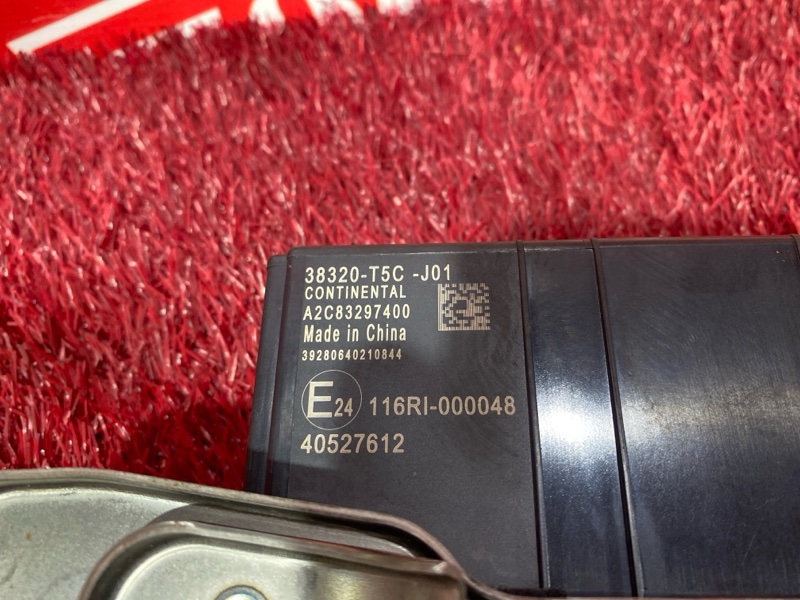 38320-T5C -J01
CONTINENTAL
A2C83297400
Made in China
39280640210844
E24 116RI-000048
40527612